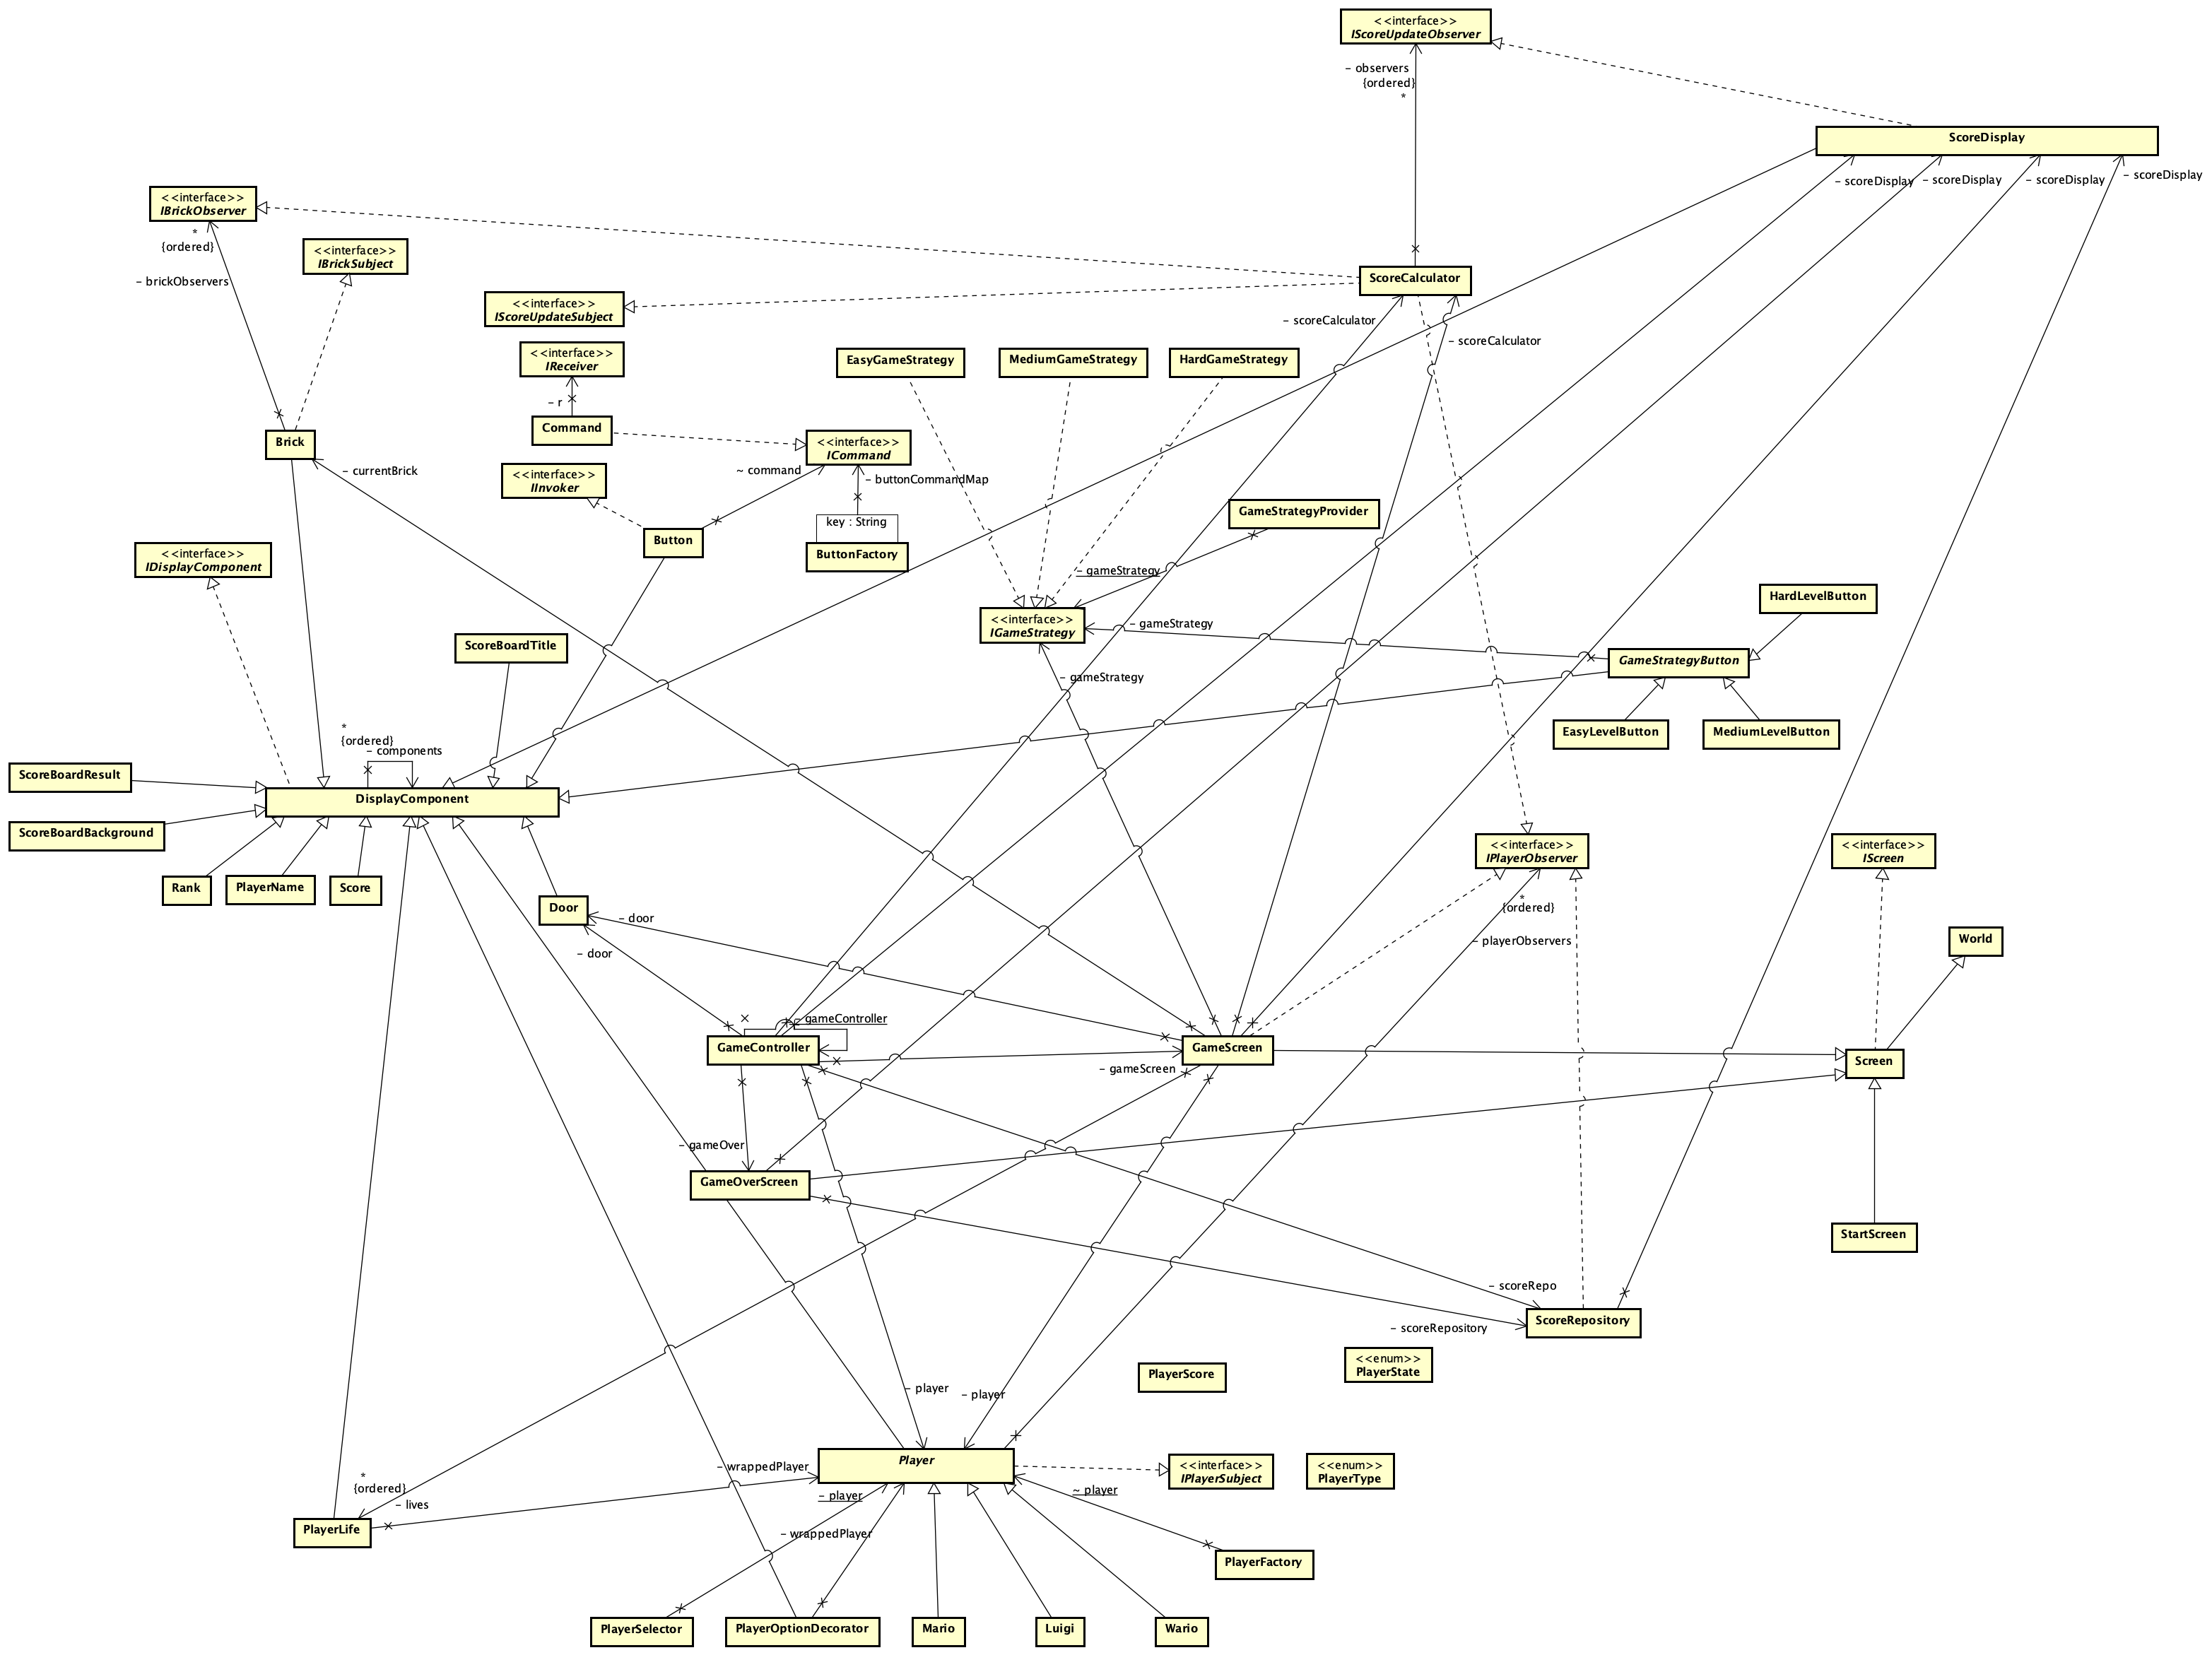 <<interface>>
IScoreUpdateObserver
– observers
{ordered}
*
ScoreDisplay
– scoreDisplay
– scoreDisplay
– scoreDisplay
– scoreDisplay
<<interface>>
IBrickObserver
*
{ordered}
– brickObservers
<<interface>>
IBrickSubject
ScoreCalculator
<<interface>>
IScoreUpdateSubject
– scoreCalculator
– scoreCalculator
<<interface>>
IReceiver
– r
EasyGameStrategy
MediumGameStrategy
HardGameStrategy
Command
Brick
<<interface>>
ICommand
– currentBrick
~ command
– buttonCommandMap
<<interface>>
IInvoker
GameStrategyProvider
key : String
Button
ButtonFactory
<<interface>>
IDisplayComponent
– gameStrategy
HardLevelButton
<<interface>>
IGameStrategy
– gameStrategy
ScoreBoardTitle
GameStrategyButton
– gameStrategy
EasyLevelButton
MediumLevelButton
*
{ordered}
– components
ScoreBoardResult
DisplayComponent
ScoreBoardBackground
<<interface>>
IPlayerObserver
<<interface>>
IScreen
Rank
PlayerName
Score
Door
– door
*
{ordered}
– door
– playerObservers
World
– gameController
GameController
GameScreen
– gameScreen
Screen
– gameOver
GameOverScreen
StartScreen
– scoreRepo
– scoreRepository
ScoreRepository
PlayerScore
<<enum>>
PlayerState
– player
– player
Player
– wrappedPlayer
<<interface>>
IPlayerSubject
<<enum>>
PlayerType
*
{ordered}
– lives
– player
~ player
PlayerLife
– wrappedPlayer
PlayerFactory
PlayerSelector
PlayerOptionDecorator
Mario
Luigi
Wario